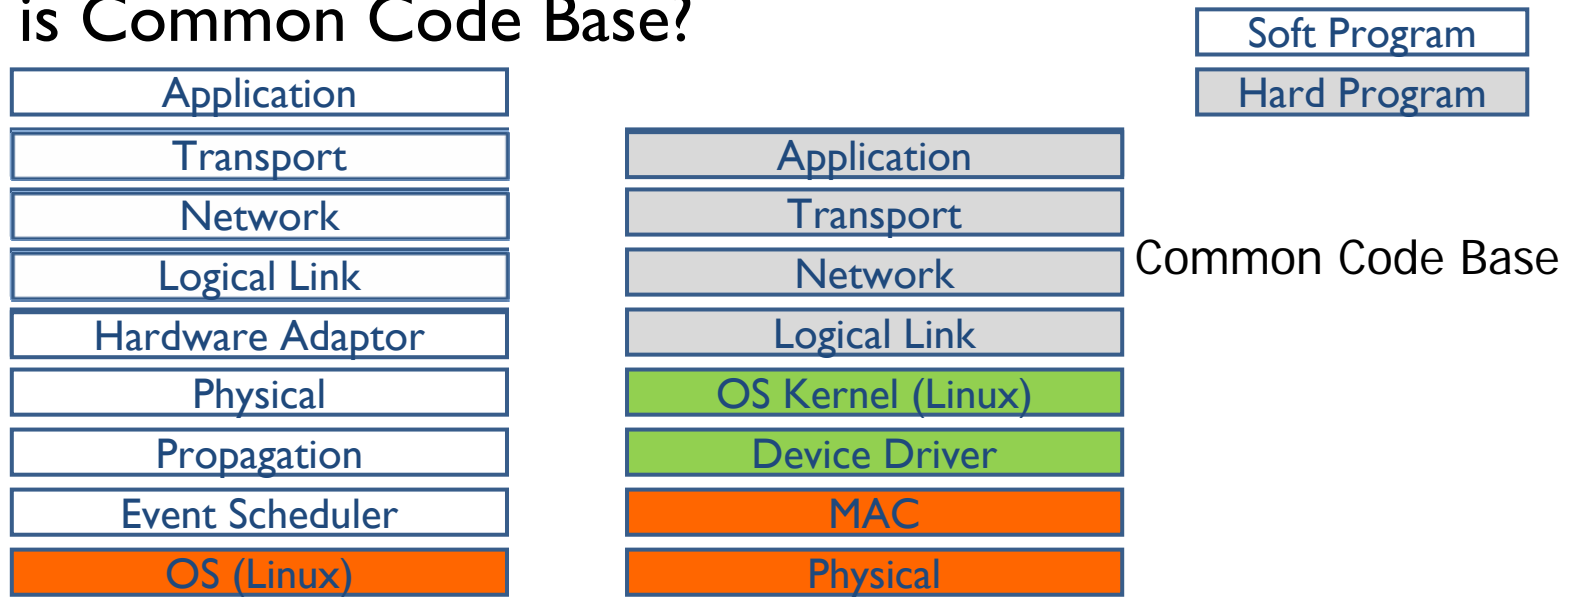 is Common Code Base?
Soft Program
Hard Program
Application
Transport
Network
Logical Link
Hardware Adaptor
Physical
Propagation
Event Scheduler
OS (Linux)
Application
Transport
Network
Logical Link
OS Kernel (Linux)
Device Driver
MAC
Physical
Common Code Base